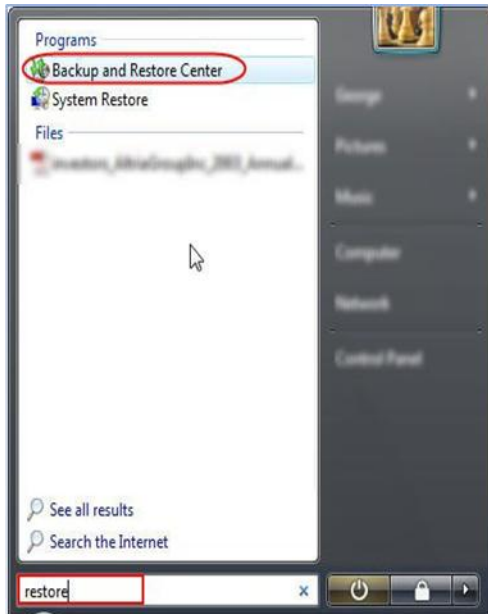 Programs
Backup and Restore Center
System Restore
Files
See all results
Search the Internet
restore
George
Pictures
Music
Computer
Network
Control Panel